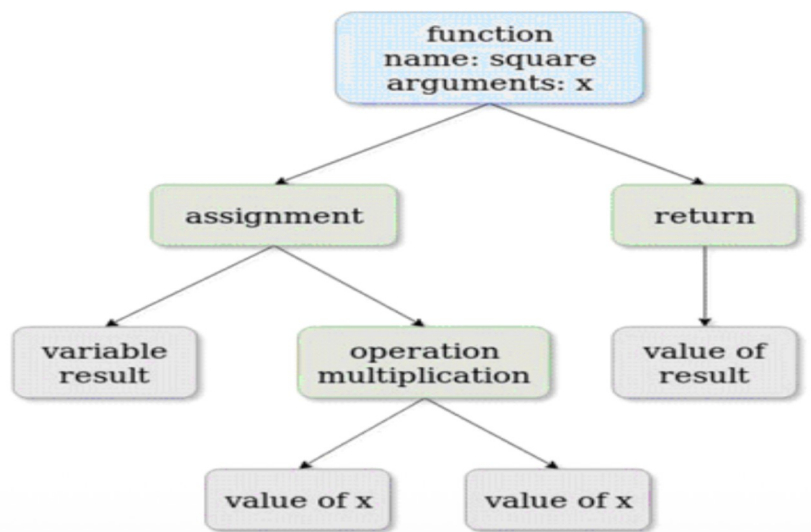 function
name: square
arguments: x
assignment
return
variable
result
operation
multiplication
value of
result
value of x
value of x